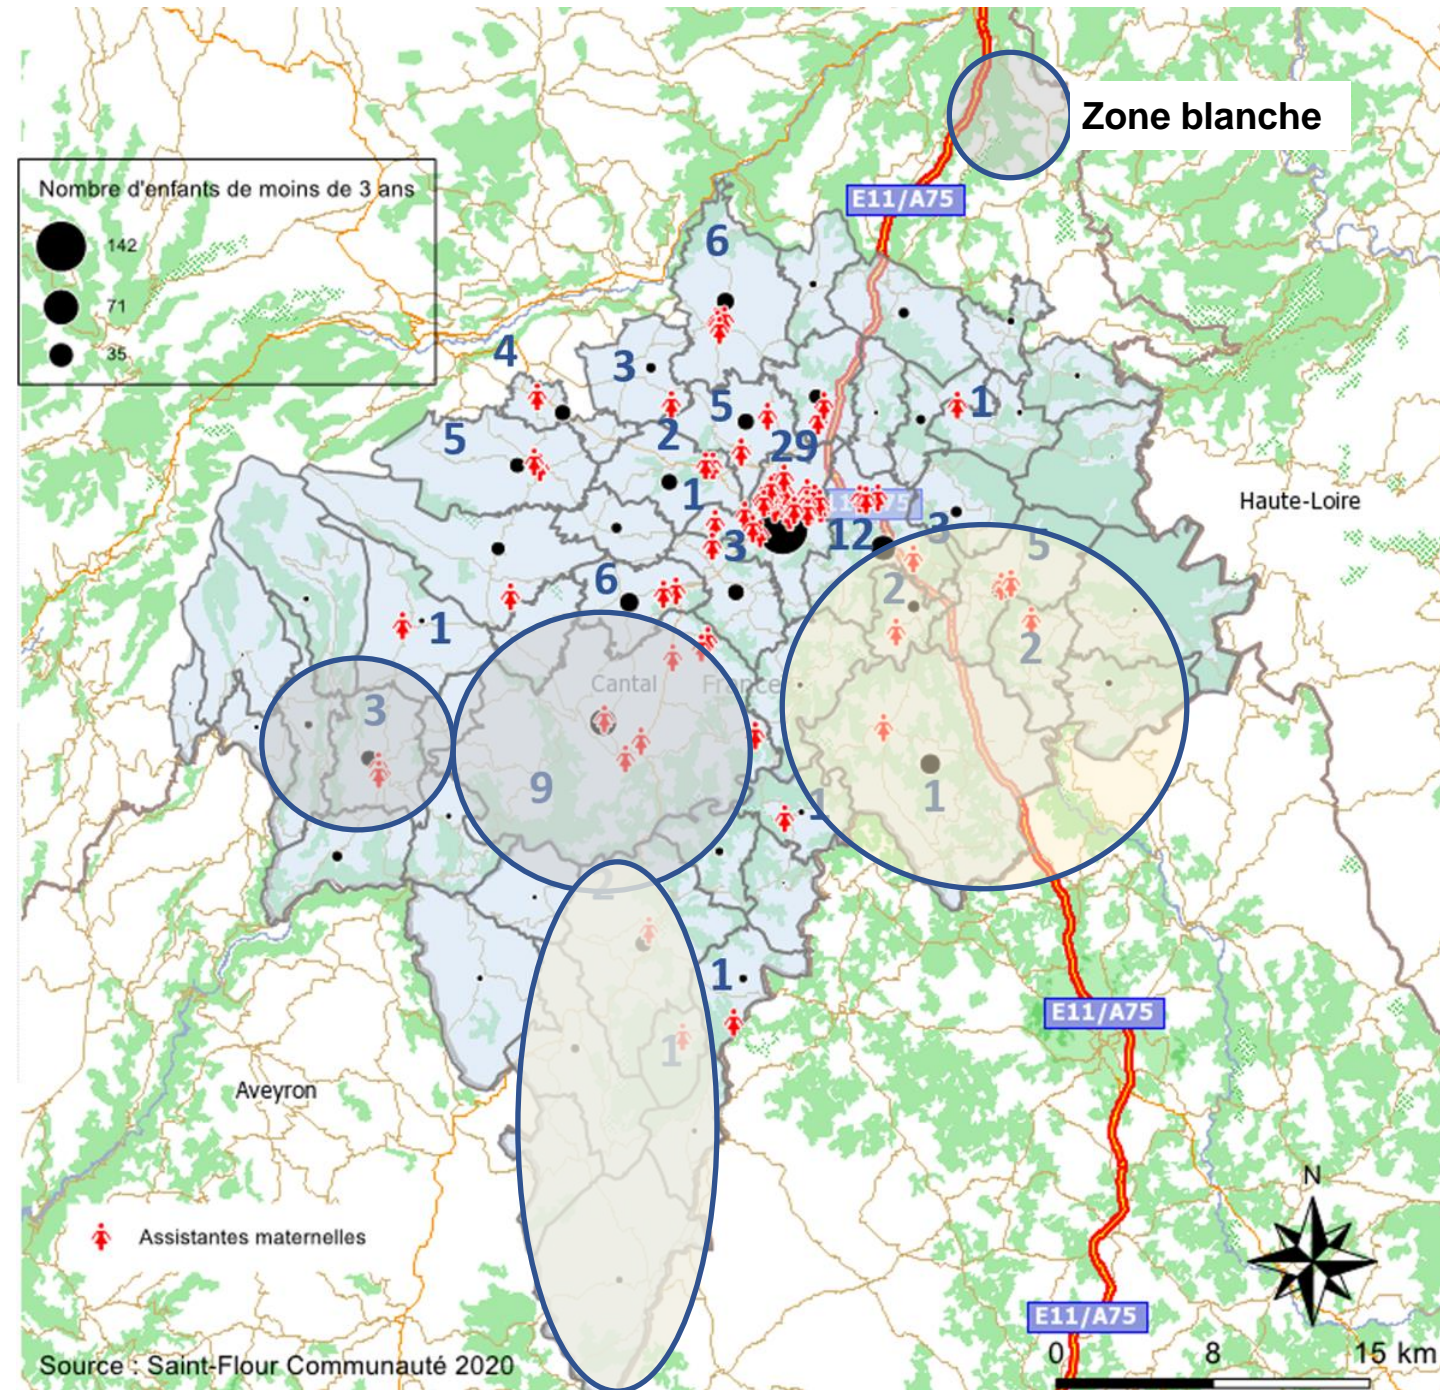 Zone blanche
Nombre d'enfants de moins de 3 ans
142
71
35
E11/A75
6
4
3
5
1
5
2
29
1
Haute-Loire
E11/A75
3
12
3
5
6
2
1
2
Cantal
France
3
9
1
1
2
1
E11/A75
1
Aveyron
N
Assistantes maternelles
E11/A75
0 8 15 km
Source : Saint-Flour Communauté 2020